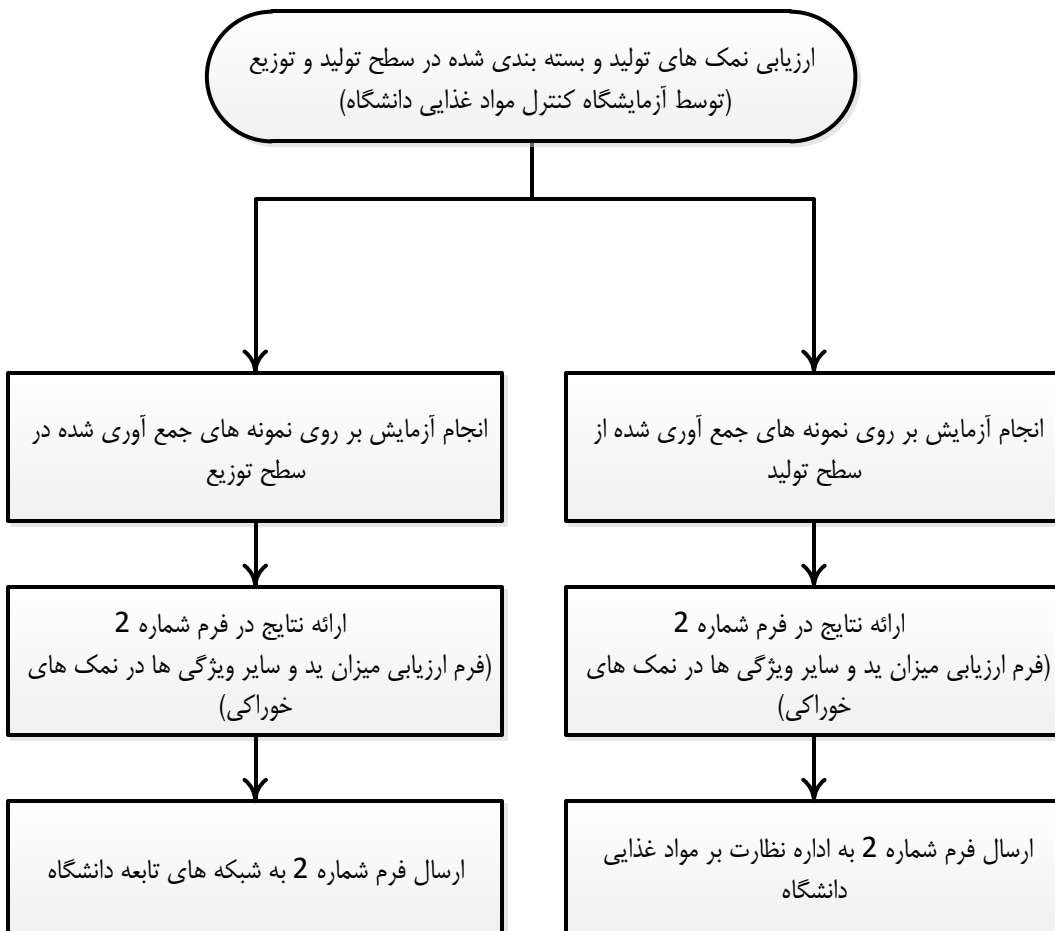 ارزیابی نمک های تولید و بسته بندی شده در سطح تولید و توزیع
(توسط آزمایشگاه کنترل مواد غذایی دانشگاه)
انجام آزمایش بر روی نمونه های جمع آوری شده از
سطح تولید
انجام آزمایش بر روی نمونه های جمع آوری شده در
سطح توزیع
ارائه نتایج در فرم شماره 2
(فرم ارزیابی میزان ید و سایر ویژگی ها در نمک های
خوراکی)
ارائه نتایج در فرم شماره 2
(فرم ارزیابی میزان ید و سایر ویژگی ها در نمک های
خوراکی)
ارسال فرم شماره 2 به اداره نظارت بر مواد غذایی
دانشگاه
ارسال فرم شماره 2 به شبکه های تابعه دانشگاه